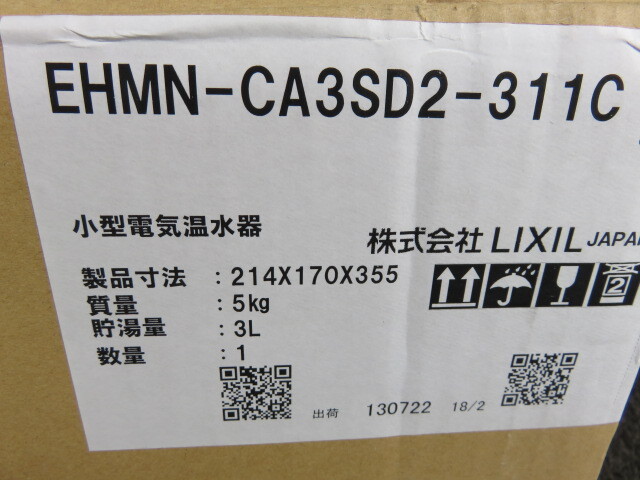 EHMN-CA3SD2-311C
小型電気温水器
株式会社 LIXIL JAPAN
製品寸法 : 214X170X355
質量 : 5kg
貯湯量 : 3L
数量 : 1
2
出荷 130722 18/2